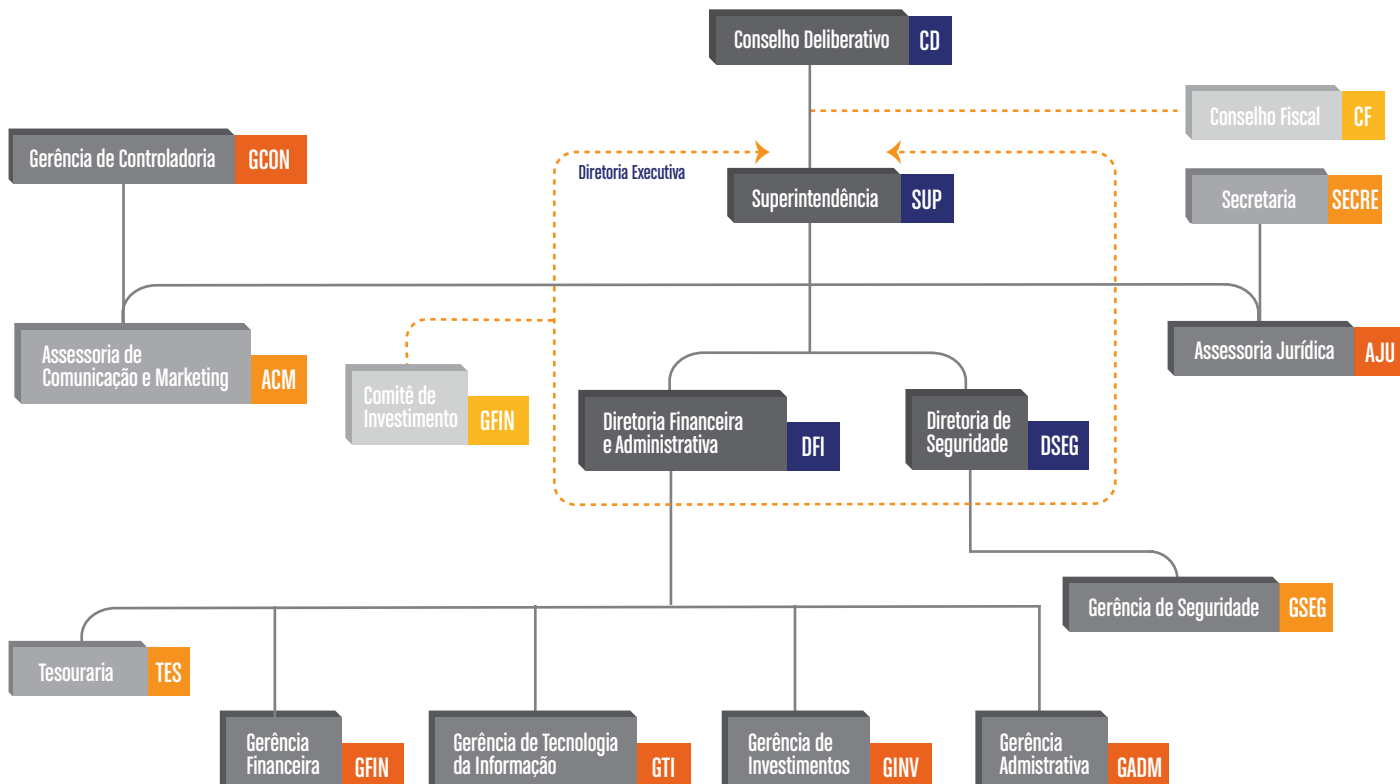 Conselho Deliberativo CD
Conselho Fiscal CF
Gerência de Controladoria GCON
Diretoria Executiva
Superintendência SUP
Secretaria SECRE
Assessoria de
Comunicação e Marketing ACM
Assessoria Jurídica AJU
Comitê de
Investimento GFIN
Diretoria Financeira
e Administrativa DFI
Diretoria de
Seguridade DSEG
Gerência de Seguridade GSEG
Tesouraria TES
Gerência
Financeira GFIN
Gerência de Tecnologia
da Informação GTI
Gerência de
Investimentos GINV
Gerência
Admistrativa GADM